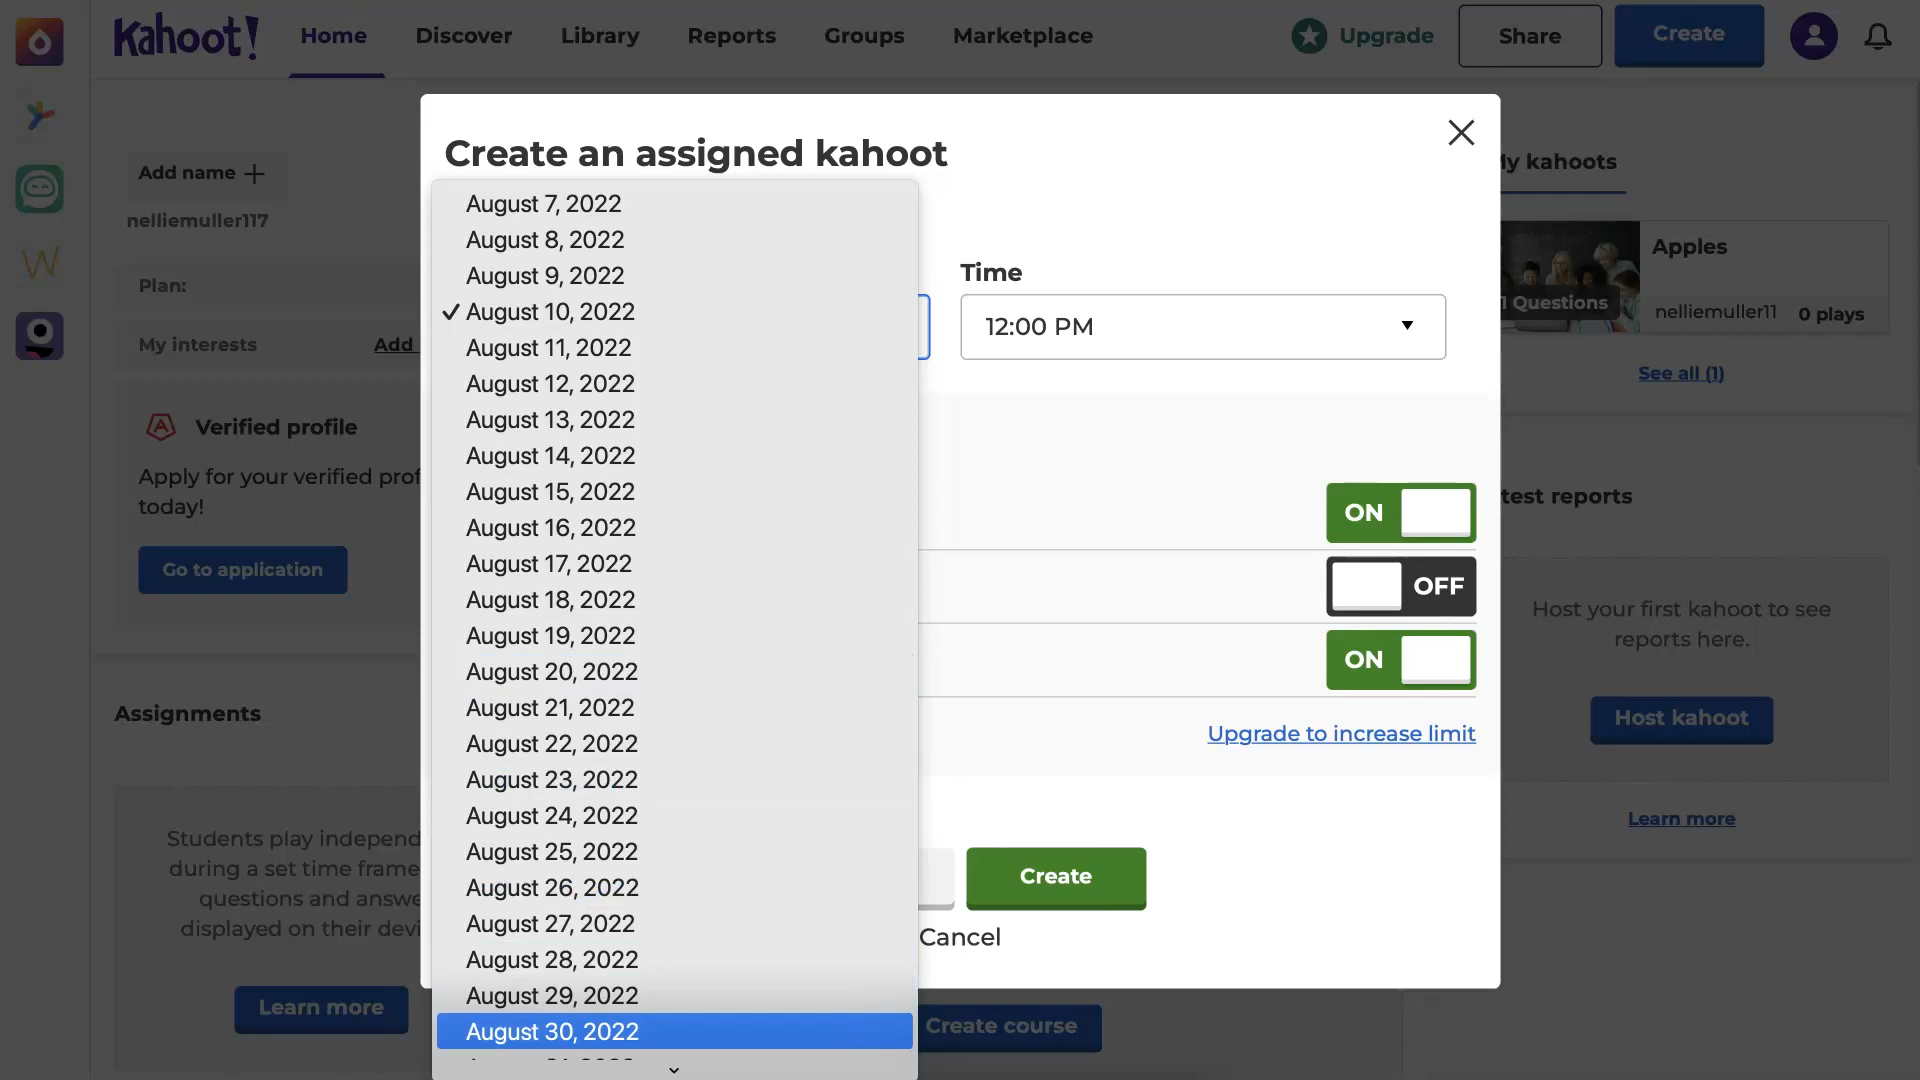 Kahoot!
Home
Discover
Library
Reports
Groups
Marketplace
Upgrade
Share
Create
Add name
nelliemuller117
Plan:
My interests
Add
Verified profile
Apply for your verified prof
today!
Go to application
Assignments
Students play independ
during a set time frame
questions and answe
displayed on their devi
Learn more
Create an assigned kahoot
August 7, 2022
August 8, 2022
August 9, 2022
August 10, 2022
August 11, 2022
August 12, 2022
August 13, 2022
August 14, 2022
August 15, 2022
August 16, 2022
August 17, 2022
August 18, 2022
August 19, 2022
August 20, 2022
August 21, 2022
August 22, 2022
August 23, 2022
August 24, 2022
August 25, 2022
August 26, 2022
August 27, 2022
August 28, 2022
August 29, 2022
August 30, 2022
Time
12:00 PM
ON
OFF
ON
Upgrade to increase limit
Create
Cancel
Create course
y kahoots
Apples
1 Questions
nelliemuller11
0 plays
See all (1)
test reports
Host your first kahoot to see
reports here.
Host kahoot
Learn more